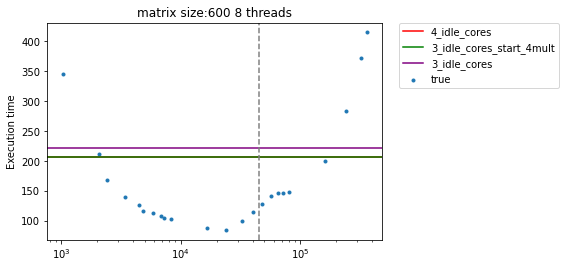 matrix size:600 8 threads
Execution time
400
350
300
250
200
150
100
10³
10⁴
10⁵
4_idle_cores
3_idle_cores_start_4mult
3_idle_cores
true